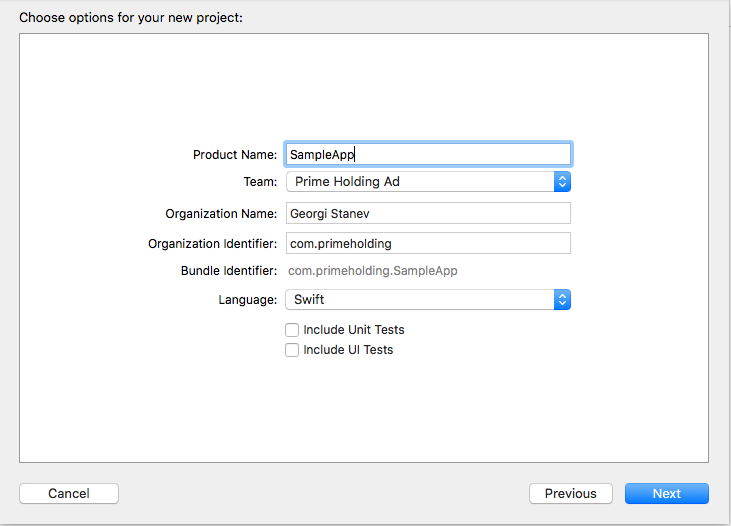 Choose options for your new project:
Product Name: SampleApp
Team: Prime Holding Ad
Organization Name: Georgi Stanev
Organization Identifier: com.primeholding
Bundle Identifier: com.primeholding.SampleApp
Language: Swift
Include Unit Tests
Include UI Tests
Cancel Previous Next